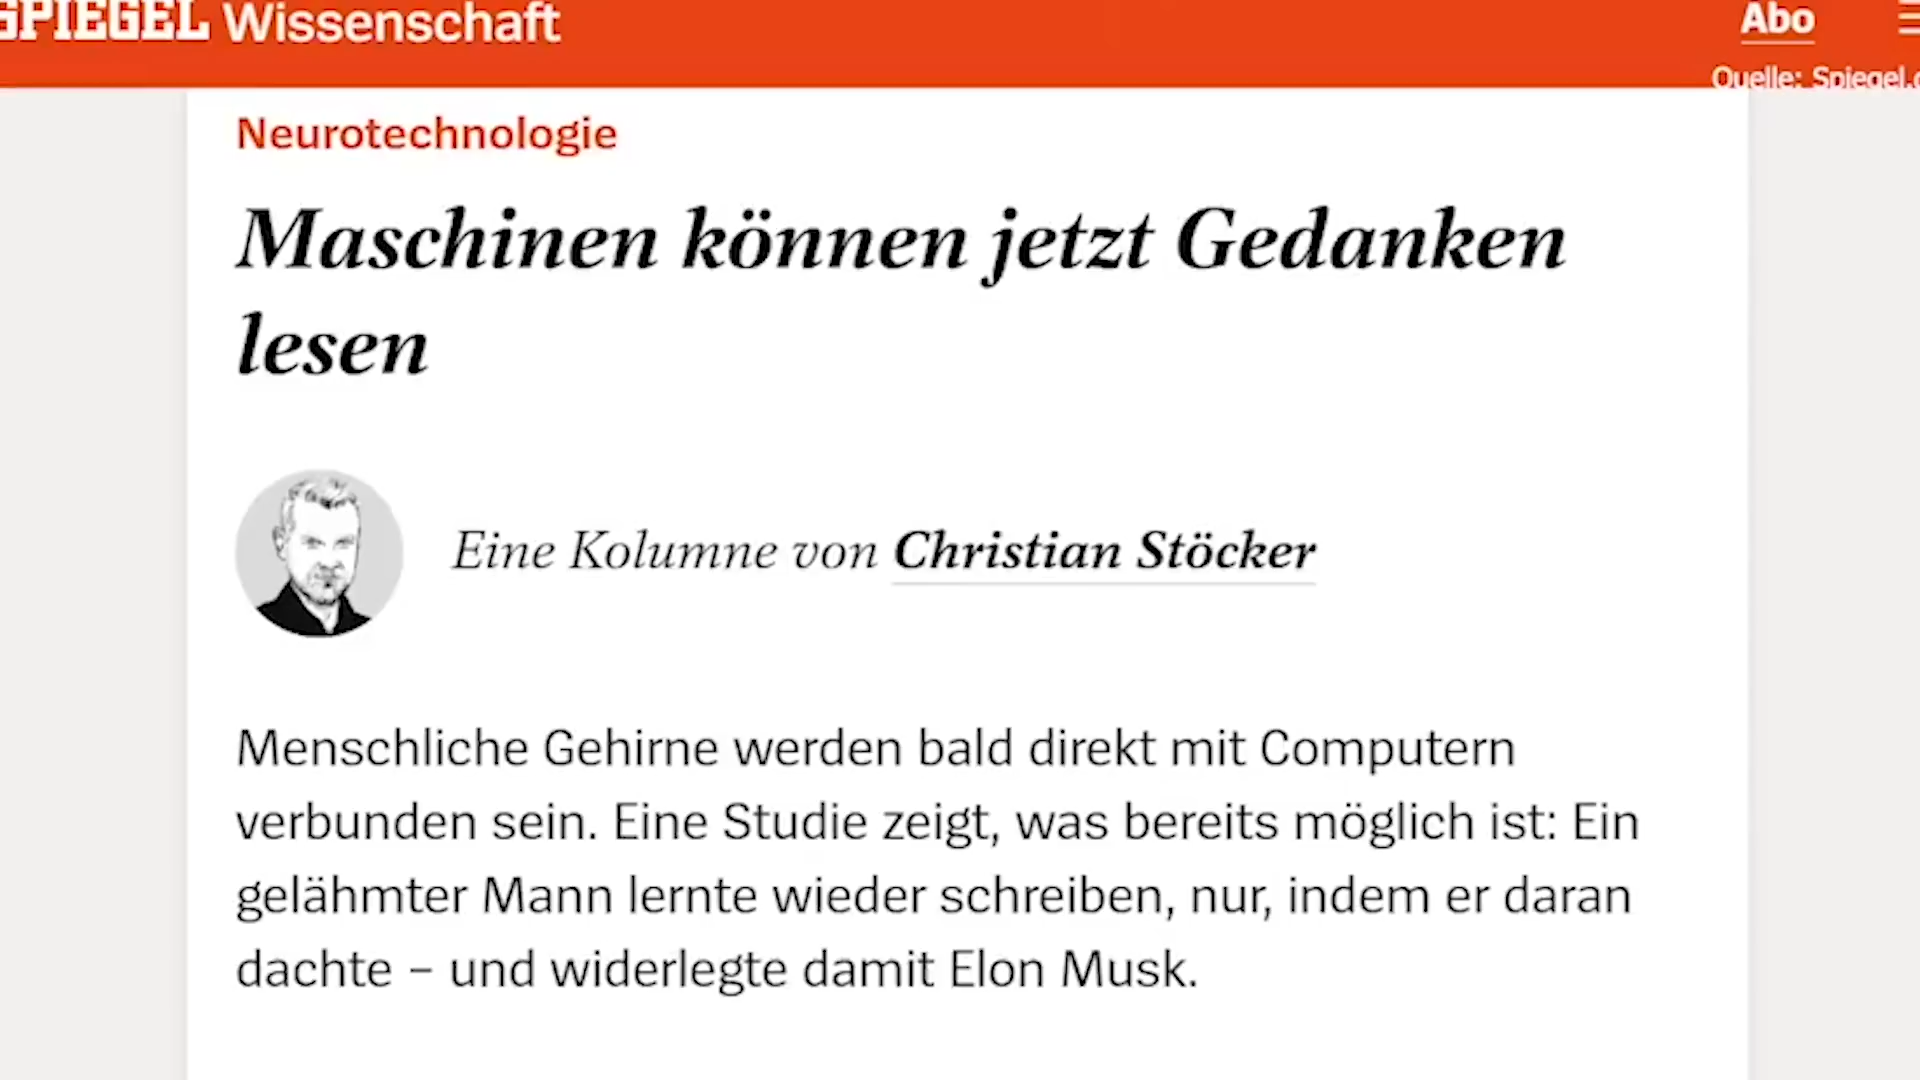 SPIEGEL Wissenschaft
Abo
Quelle: Spiegel.
Neurotechnologie
Maschinen können jetzt Gedanken
lesen
Eine Kolumne von Christian Stöcker
Menschliche Gehirne werden bald direkt mit Computern
verbunden sein. Eine Studie zeigt, was bereits möglich ist: Ein
gelähmter Mann lernte wieder schreiben, nur, indem er daran
dachte – und widerlegte damit Elon Musk.